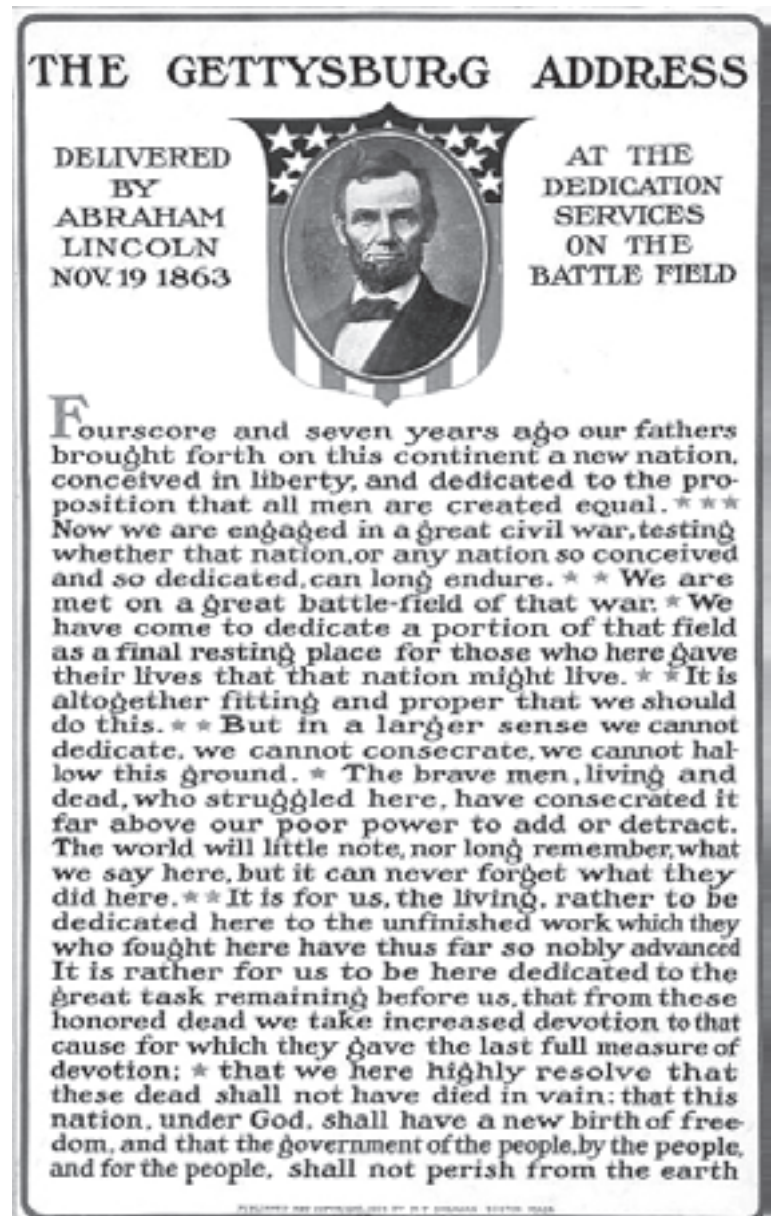 THE GETTYSBURG ADDRESS
DELIVERED
BY
ABRAHAM
LINCOLN
NOV. 19 1863
AT THE
DEDICATION
SERVICES
ON THE
BATTLE FIELD
Fourscore and seven years ago our fathers
brought forth on this continent a new nation,
conceived in liberty, and dedicated to the pro-
position that all men are created equal. ★ ★ ★
Now we are engaged in a great civil war, testing
whether that nation, or any nation so conceived
and so dedicated, can long endure. ★ ★ We are
met on a great battle-field of that war. ★ We
have come to dedicate a portion of that field
as a final resting place for those who here gave
their lives that that nation might live. ★ ★ It is
altogether fitting and proper that we should
do this. ★ ★ But in a larger sense we cannot
dedicate, we cannot consecrate, we cannot hal-
low this ground. ★ The brave men, living and
dead, who struggled here, have consecrated it
far above our poor power to add or detract.
The world will little note, nor long remember, what
we say here, but it can never forget what they
did here. ★ ★ It is for us, the living, rather to be
dedicated here to the unfinished work which they
who fought here have thus far so nobly advanced
It is rather for us to be here dedicated to the
great task remaining before us, that from these
honored dead we take increased devotion to that
cause for which they gave the last full measure of
devotion; ★ that we here highly resolve that
these dead shall not have died in vain: that this
nation, under God, shall have a new birth of free-
dom, and that the government of the people, by the people,
and for the people, shall not perish from the earth